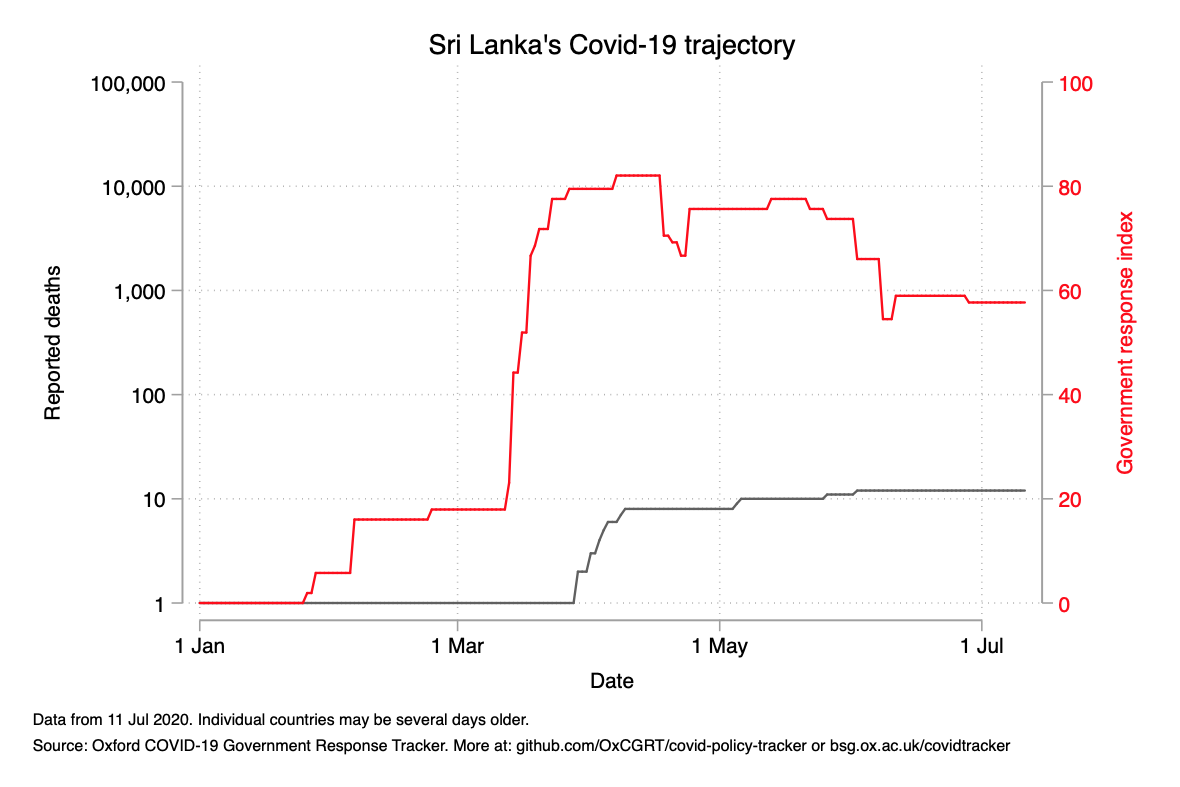 Sri Lanka's Covid-19 trajectory
100,000
10,000
1,000
100
10
1
Reported deaths
100
80
60
40
20
0
Government response index
1 Jan
1 Mar
1 May
1 Jul
Date
Data from 11 Jul 2020. Individual countries may be several days older.
Source: Oxford COVID-19 Government Response Tracker. More at: github.com/OxCGRT/covid-policy-tracker or bsg.ox.ac.uk/covidtracker